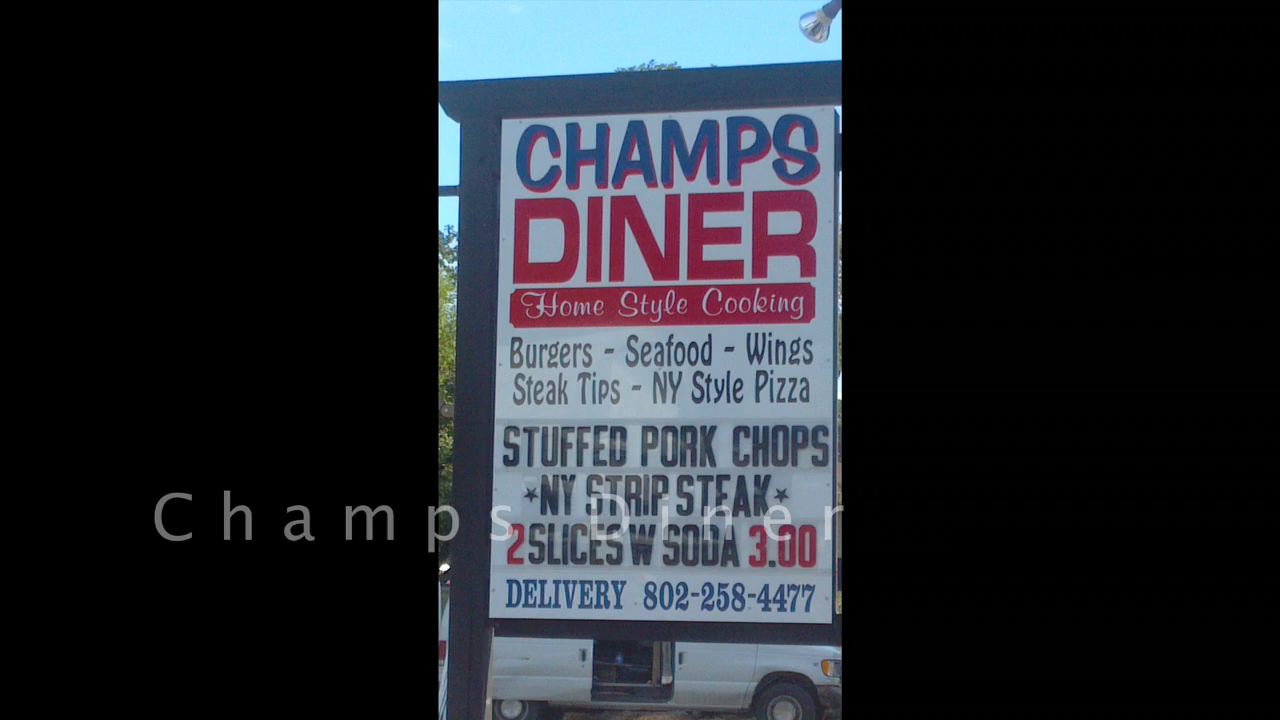 CHAMPS
DINER
Home Style Cooking
Burgers - Seafood - Wings
Steak Tips - NY Style Pizza
STUFFED PORK CHOPS
★NY STRIP STEAK★
Champs Diner
2 SLICES W SODA 3.00
DELIVERY 802-258-4477